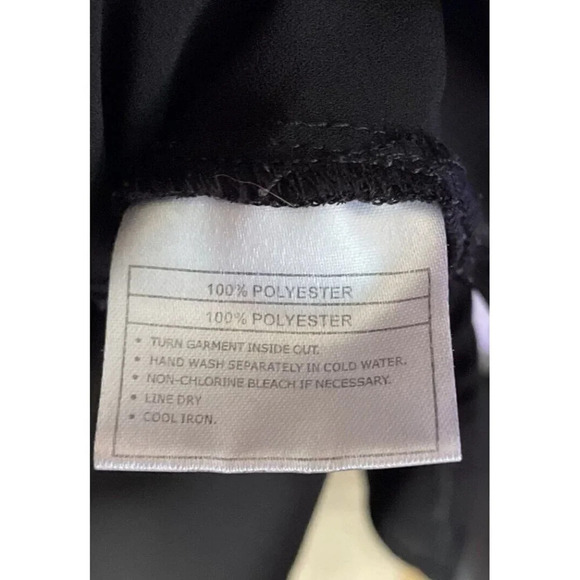 100% POLYESTER
100% POLYESTER
• TURN GARMENT INSIDE OUT.
• HAND WASH SEPARATELY IN COLD WATER.
• NON-CHLORINE BLEACH IF NECESSARY.
• LINE DRY
• COOL IRON.